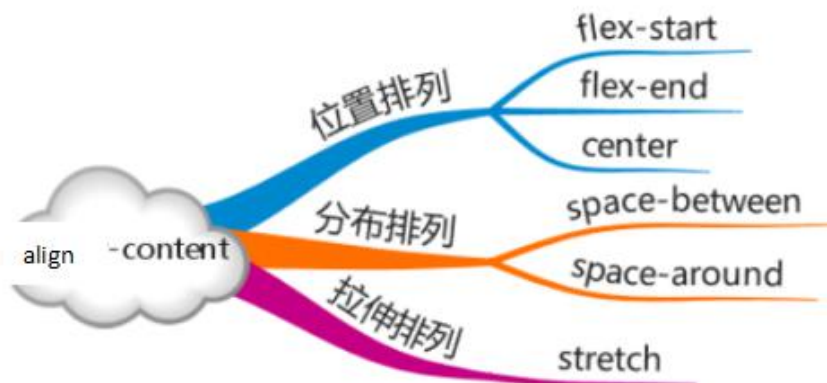 align -content
位置排列
flex-start
flex-end
center
分布排列
space-between
space-around
拉伸排列
stretch